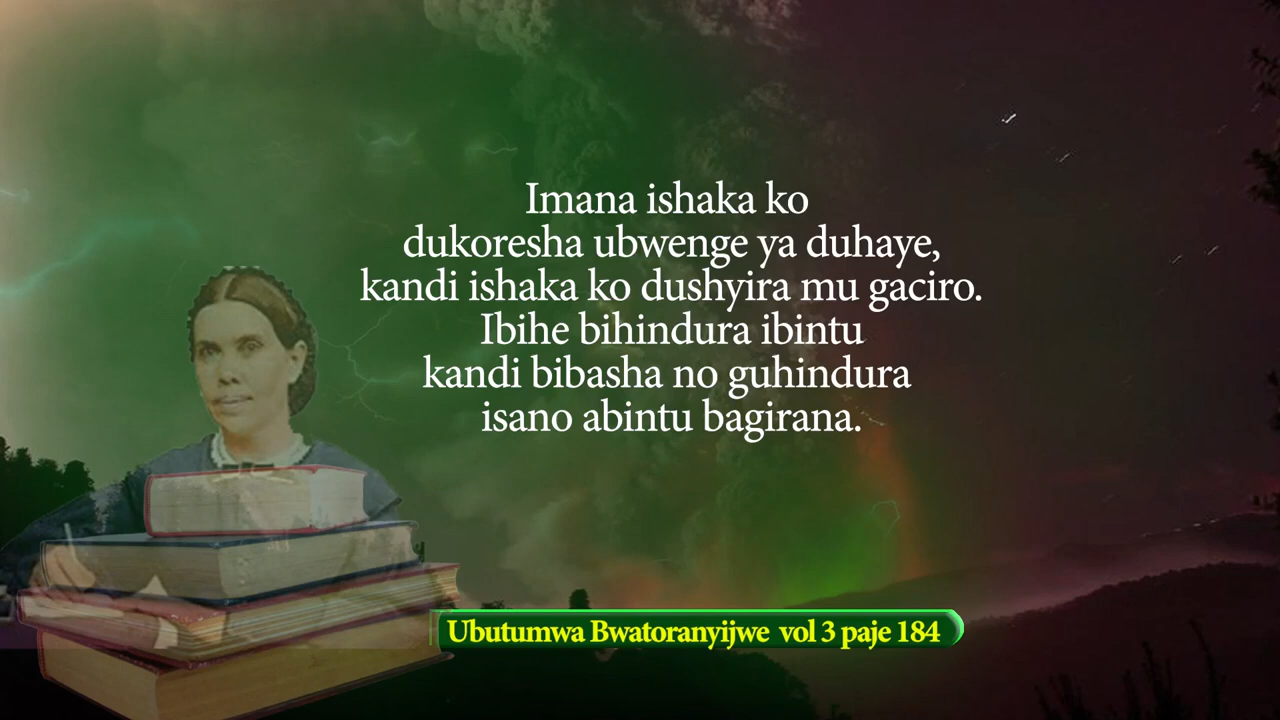 Imana ishaka ko
dukoresha ubwenge ya duhaye,
kandi ishaka ko dushyira mu gaciro.
Ibihe bihindura ibintu
kandi bibasha no guhindura
isano abintu bagirana.
Ubutumwa Bwatoranyijwe vol 3 paje 184